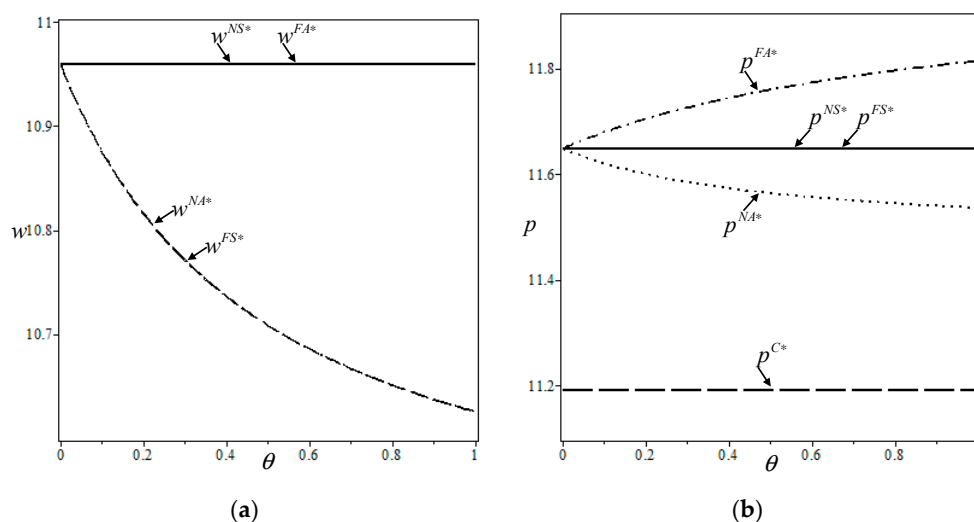 11
w^{NS*} w^{FA*}
10.9
w
10.8
10.7
w^{NA*}
w^{FS*}
0 0.2 0.4 0.6 0.8 1
θ
(a)
11.8
11.6
p
11.4
11.2
p^{FA*}
p^{NS*} p^{FS*}
p^{NA*}
p^{C*}
0 0.2 0.4 0.6 0.8
θ
(b)